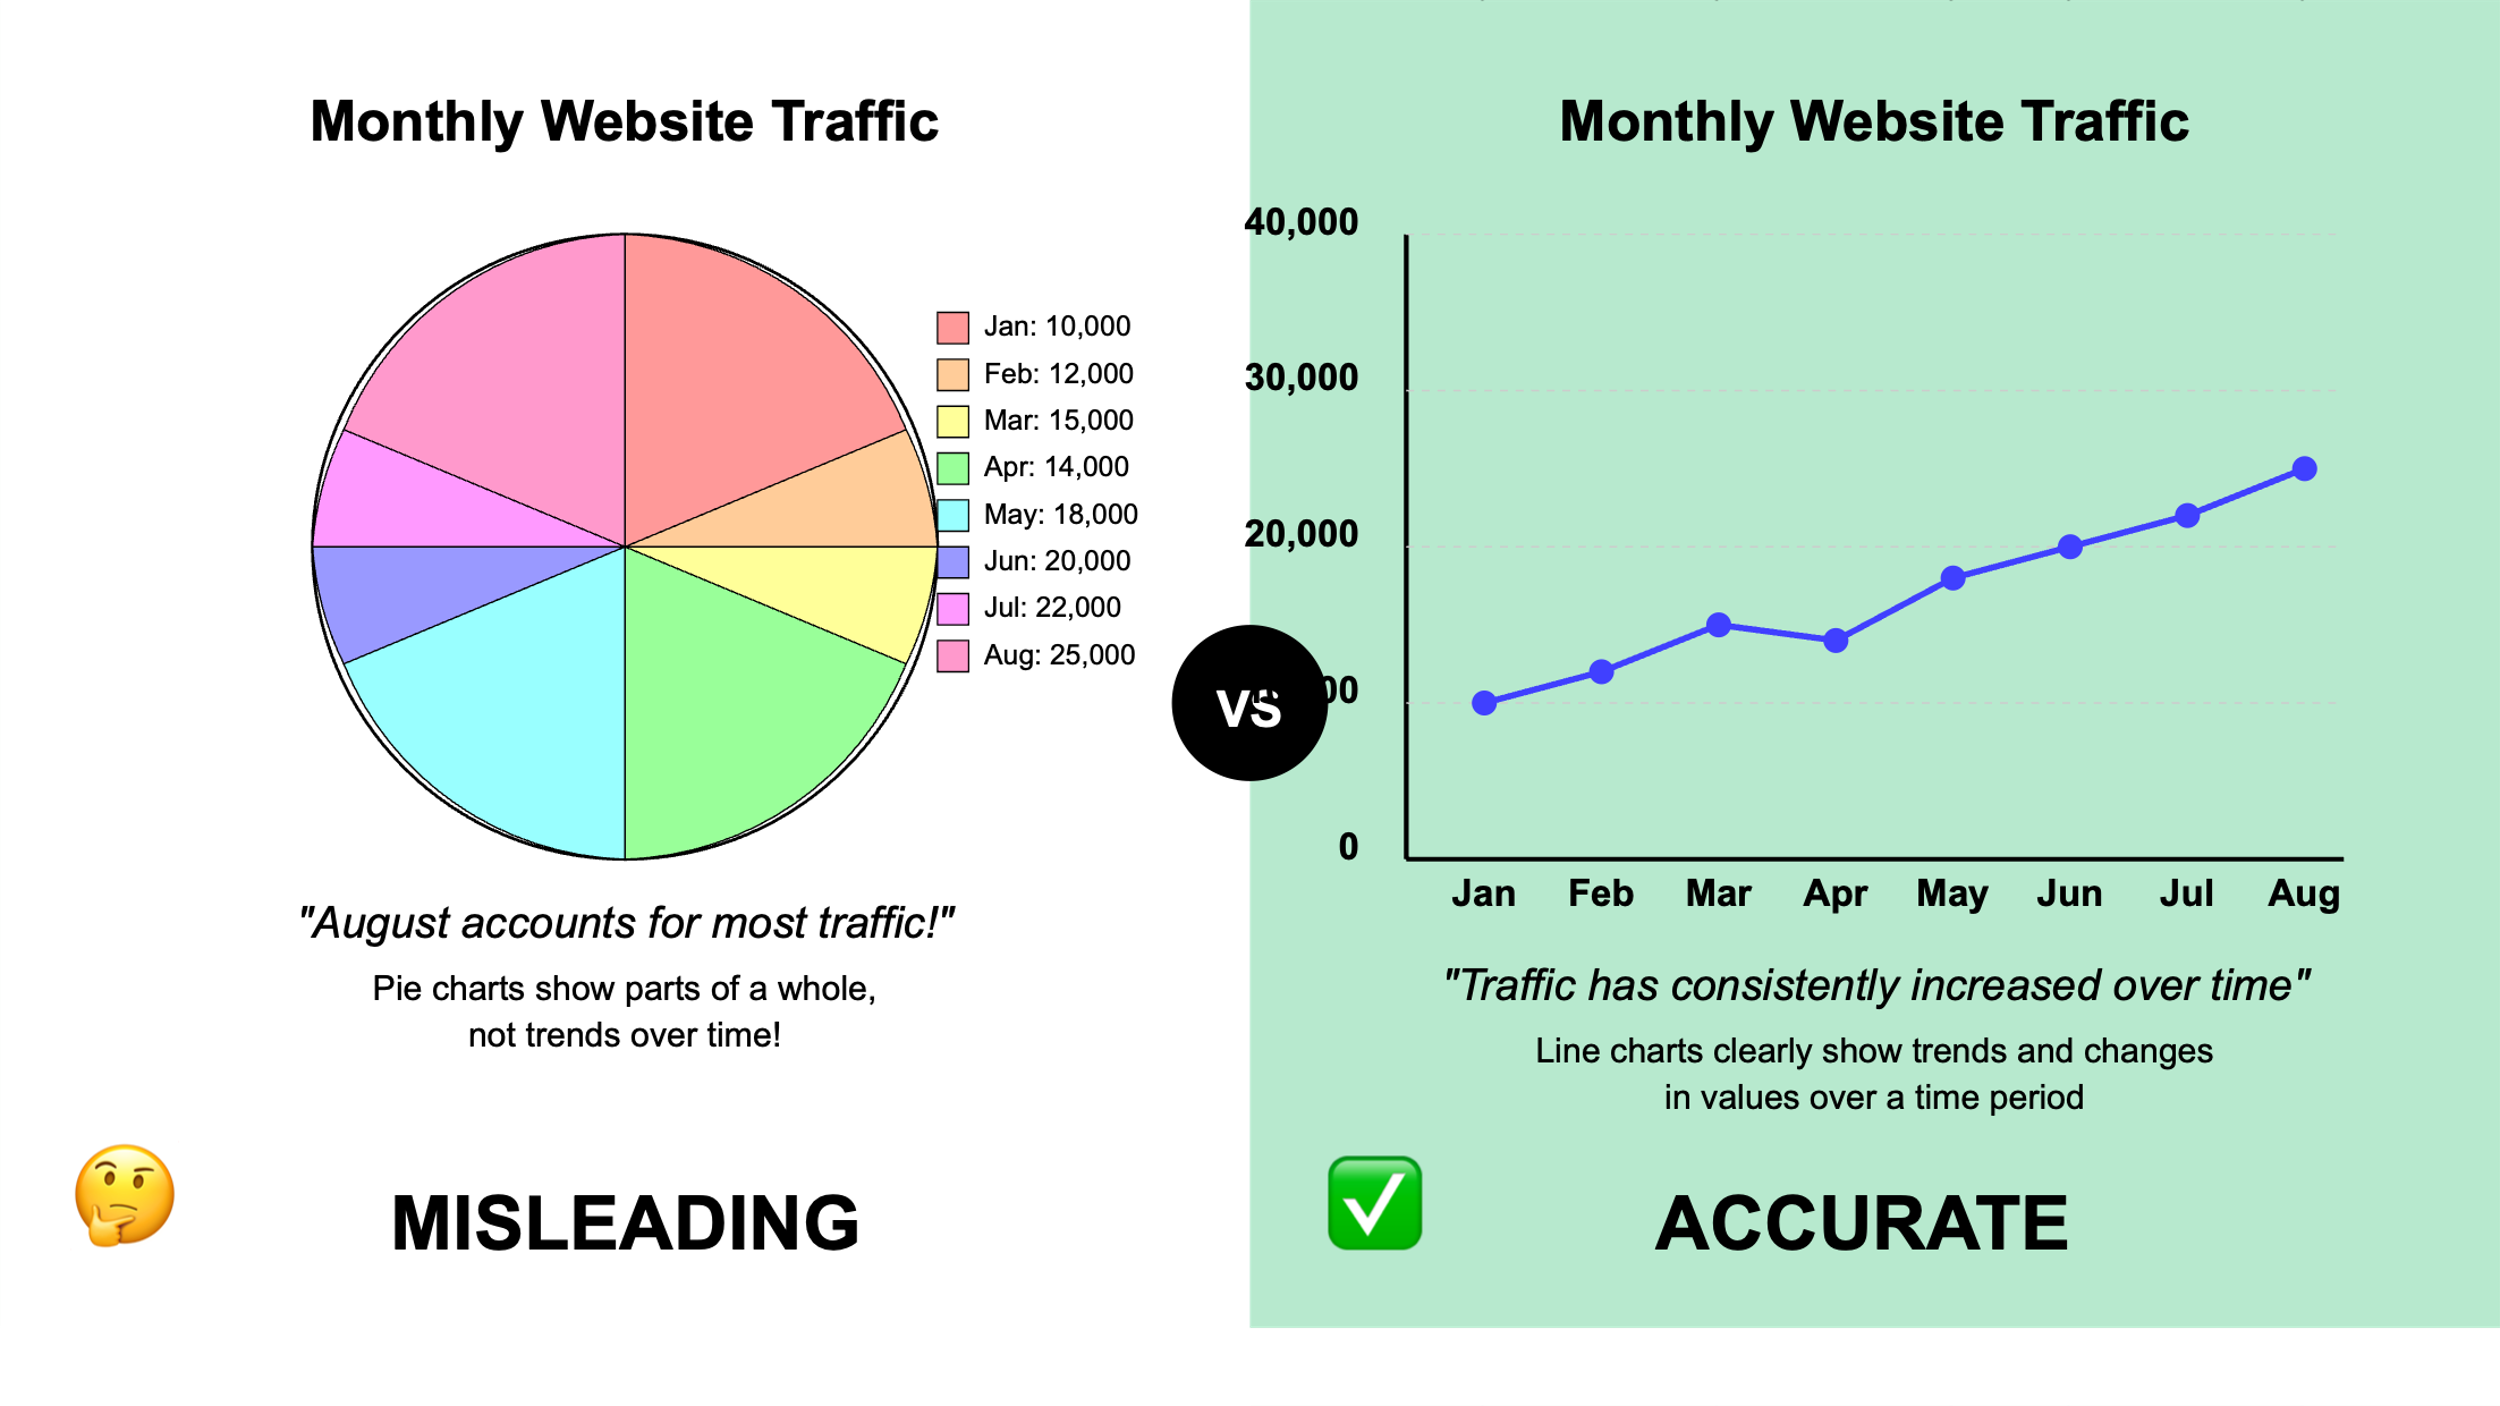 Monthly Website Traffic
Jan: 10,000
Feb: 12,000
Mar: 15,000
Apr: 14,000
May: 18,000
Jun: 20,000
Jul: 22,000
Aug: 25,000
"August accounts for most traffic!"
Pie charts show parts of a whole,
not trends over time!
MISLEADING
VS
Monthly Website Traffic
40,000
30,000
20,000
0
Jan Feb Mar Apr May Jun Jul Aug
"Traffic has consistently increased over time"
Line charts clearly show trends and changes
in values over a time period
ACCURATE